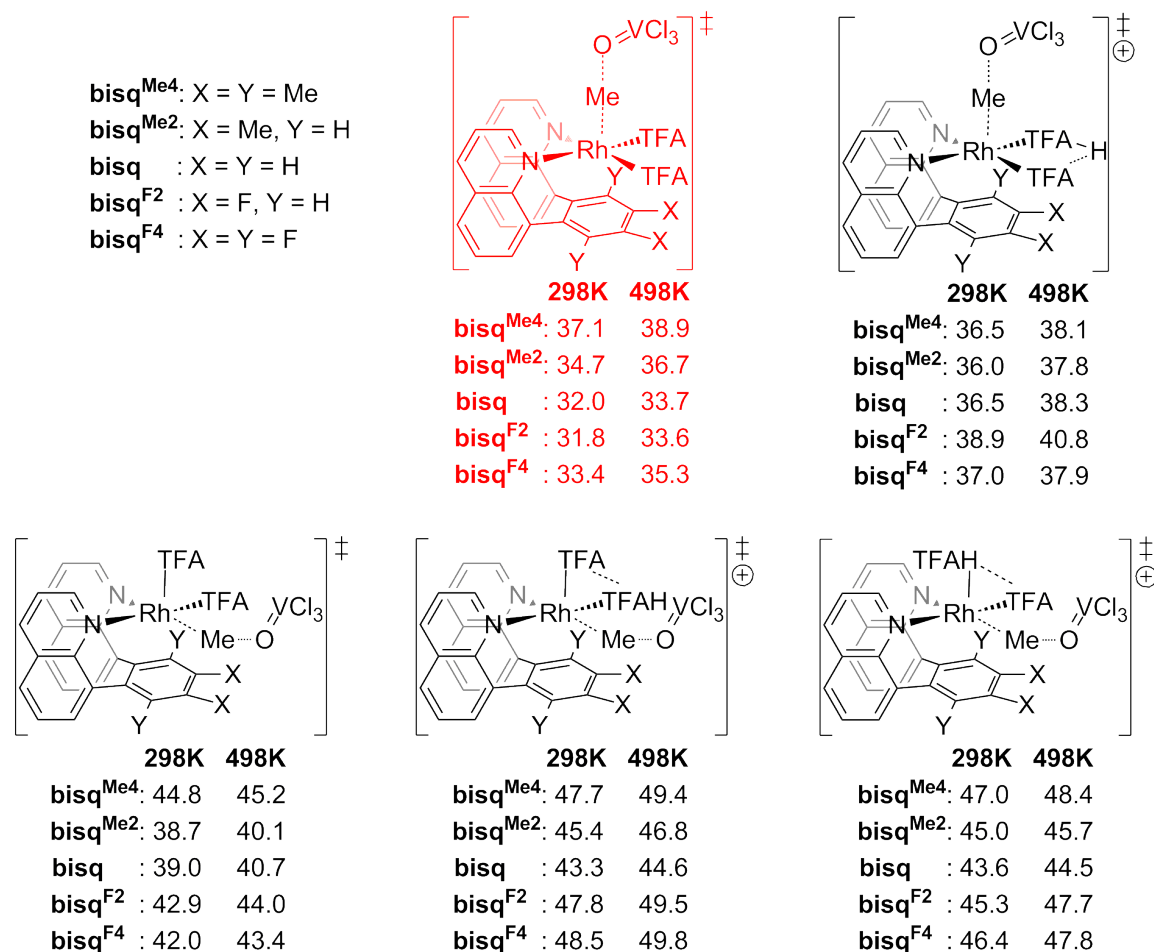 bisq^Me4: X = Y = Me
bisq^Me2: X = Me, Y = H
bisq : X = Y = H
bisq^F2 : X = F, Y = H
bisq^F4 : X = Y = F
‡
O=VCl3
Me
N
Rh
TFA
N
TFA
Y
X
X
Y
298K 498K
bisq^Me4: 37.1 38.9
bisq^Me2: 34.7 36.7
bisq : 32.0 33.7
bisq^F2 : 31.8 33.6
bisq^F4 : 33.4 35.3
‡
⊕
O=VCl3
Me
N
Rh
TFA
H
N
TFA
Y
X
X
Y
298K 498K
bisq^Me4: 36.5 38.1
bisq^Me2: 36.0 37.8
bisq : 36.5 38.3
bisq^F2 : 38.9 40.8
bisq^F4 : 37.0 37.9
‡
TFA
N
Rh
TFA
VCl3
N
Y
Me
O
X
X
Y
298K 498K
bisq^Me4: 44.8 45.2
bisq^Me2: 38.7 40.1
bisq : 39.0 40.7
bisq^F2 : 42.9 44.0
bisq^F4 : 42.0 43.4
‡
⊕
TFA
N
Rh
TFAH
VCl3
N
Y
Me
O
X
X
Y
298K 498K
bisq^Me4: 47.7 49.4
bisq^Me2: 45.4 46.8
bisq : 43.3 44.6
bisq^F2 : 47.8 49.5
bisq^F4 : 48.5 49.8
‡
⊕
TFAH
N
Rh
TFA
VCl3
N
Y
Me
O
X
X
Y
298K 498K
bisq^Me4: 47.0 48.4
bisq^Me2: 45.0 45.7
bisq : 43.6 44.5
bisq^F2 : 45.3 47.7
bisq^F4 : 46.4 47.8